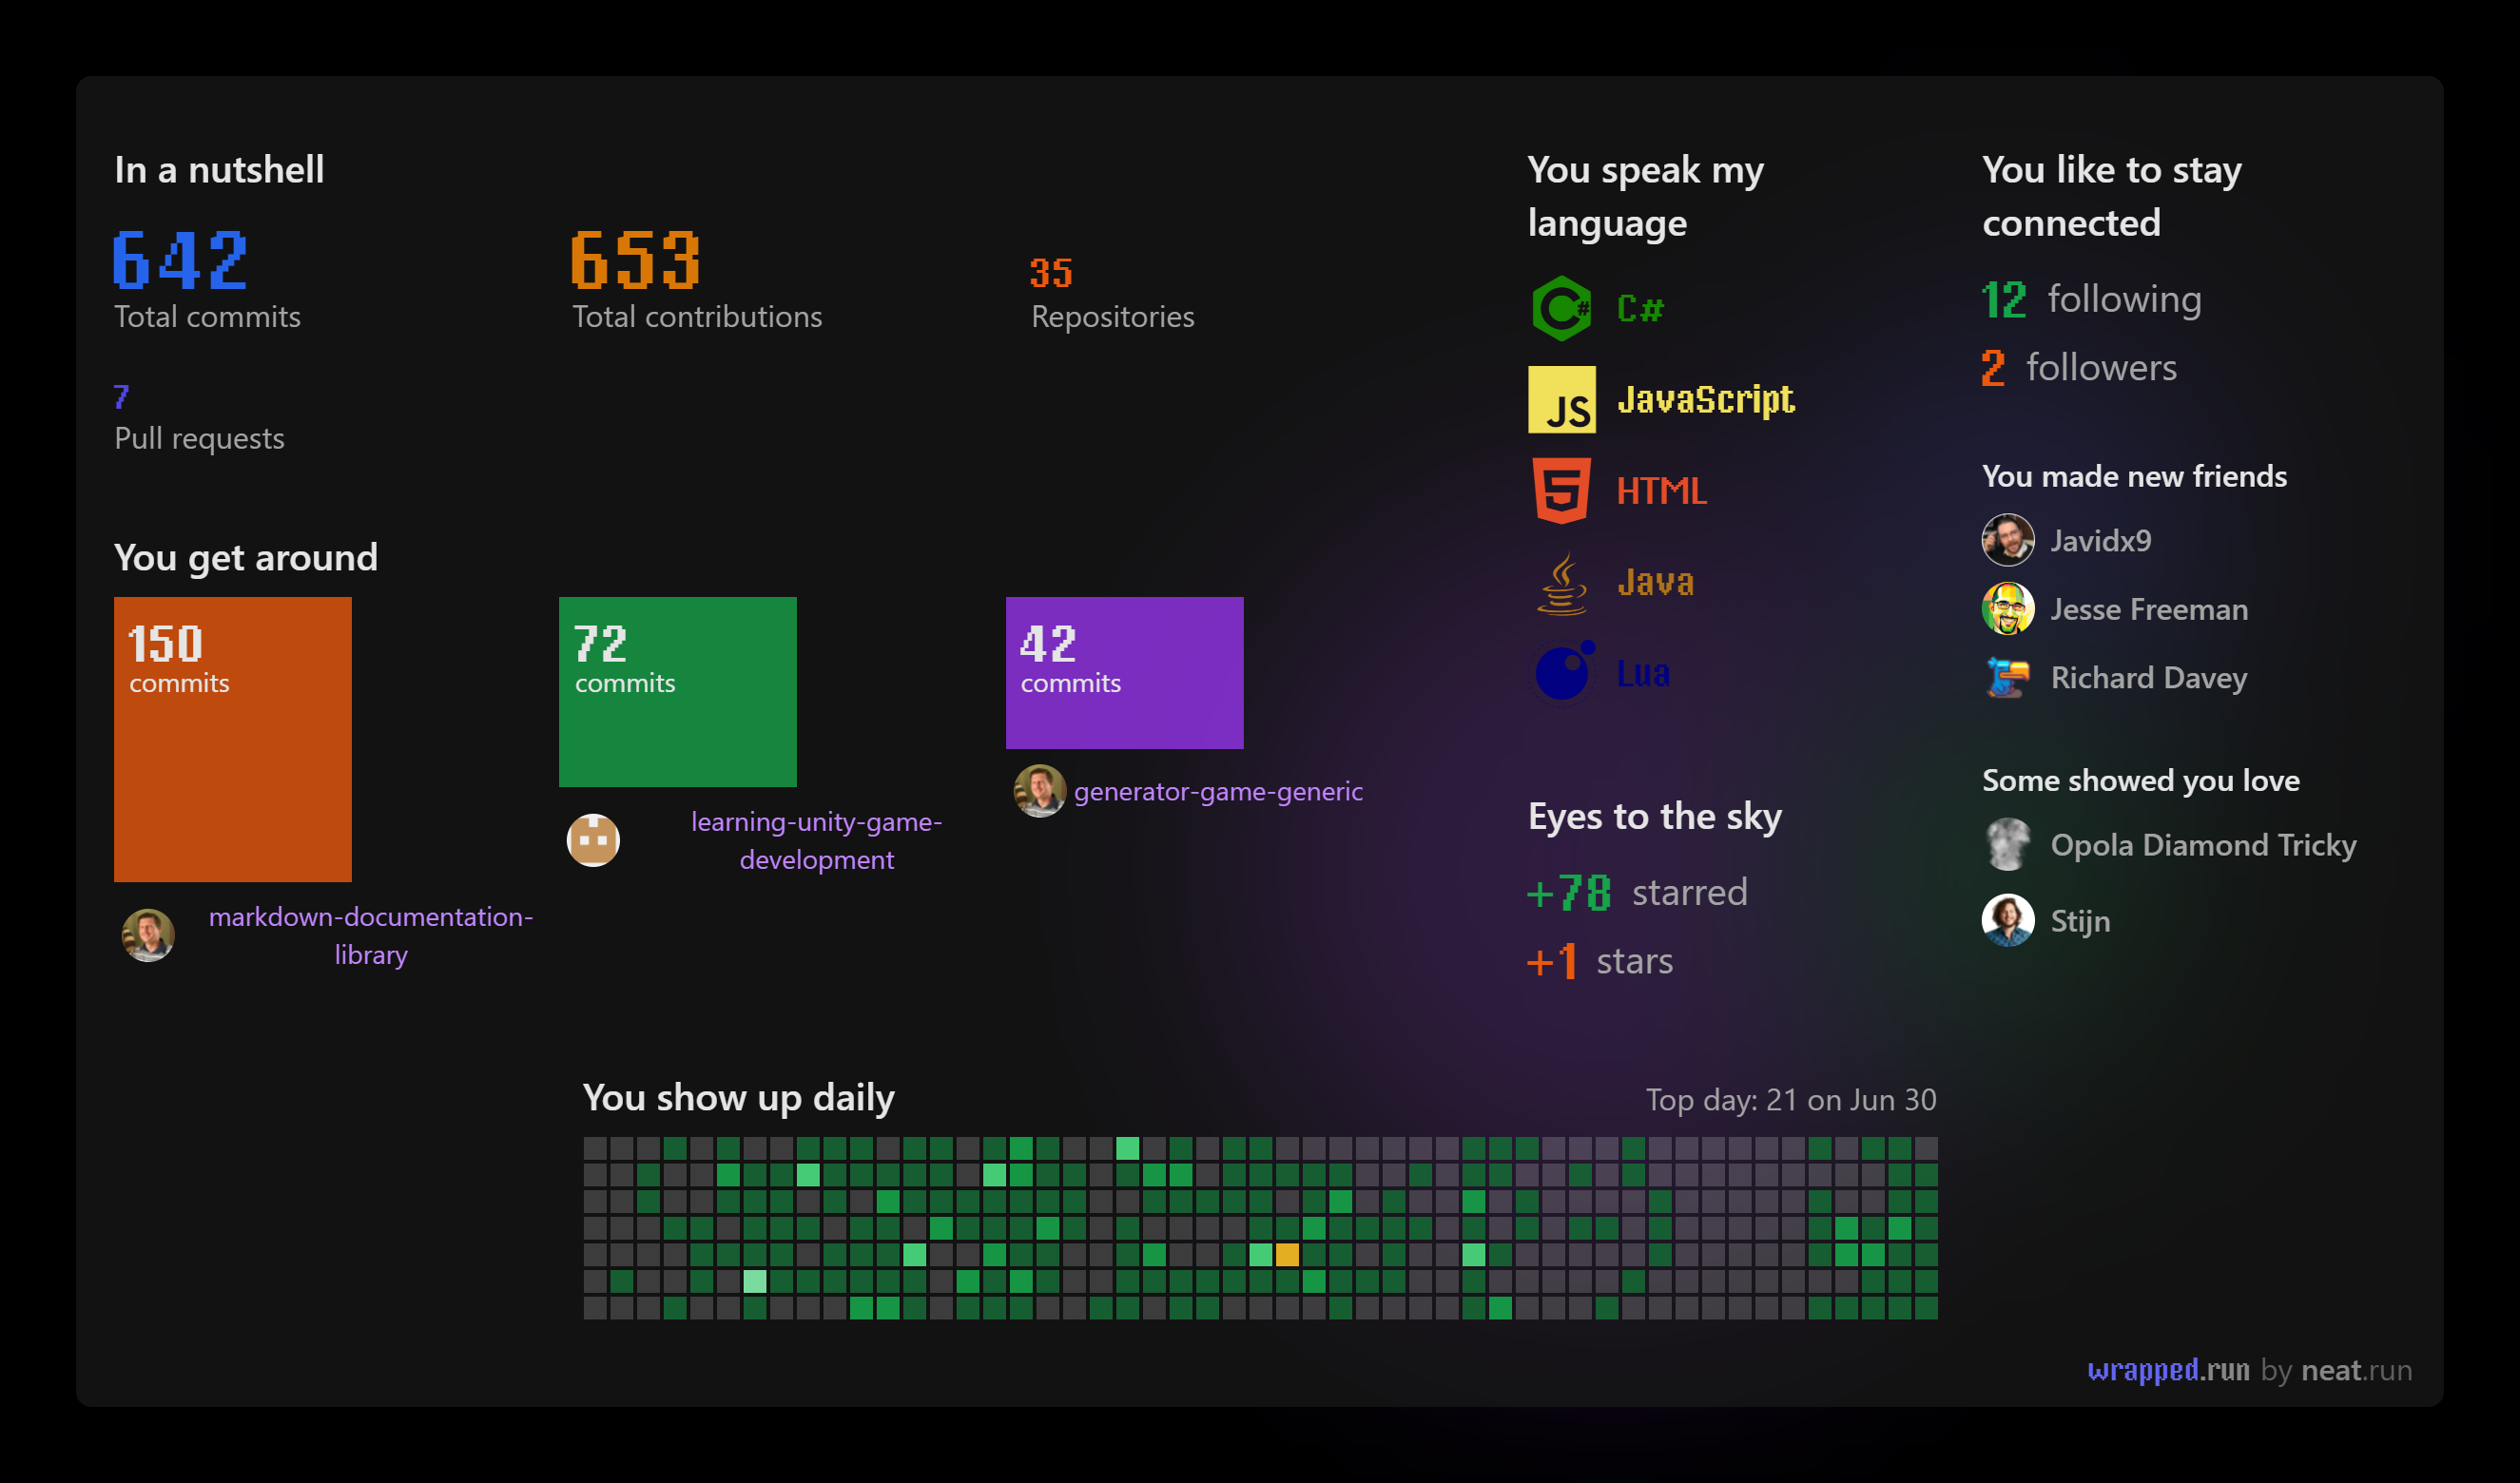 In a nutshell
642
Total commits
653
Total contributions
35
Repositories
7
Pull requests
You get around
150
commits
markdown-documentation-
library
72
commits
learning-unity-game-
development
42
commits
generator-game-generic
You speak my
language
C#
JS JavaScript
HTML
Java
Lua
Eyes to the sky
+78 starred
+1 stars
You like to stay
connected
12 following
2 followers
You made new friends
Javidx9
Jesse Freeman
Richard Davey
Some showed you love
Opola Diamond Tricky
Stijn
You show up daily
Top day: 21 on Jun 30
wrapped.run by neat.run